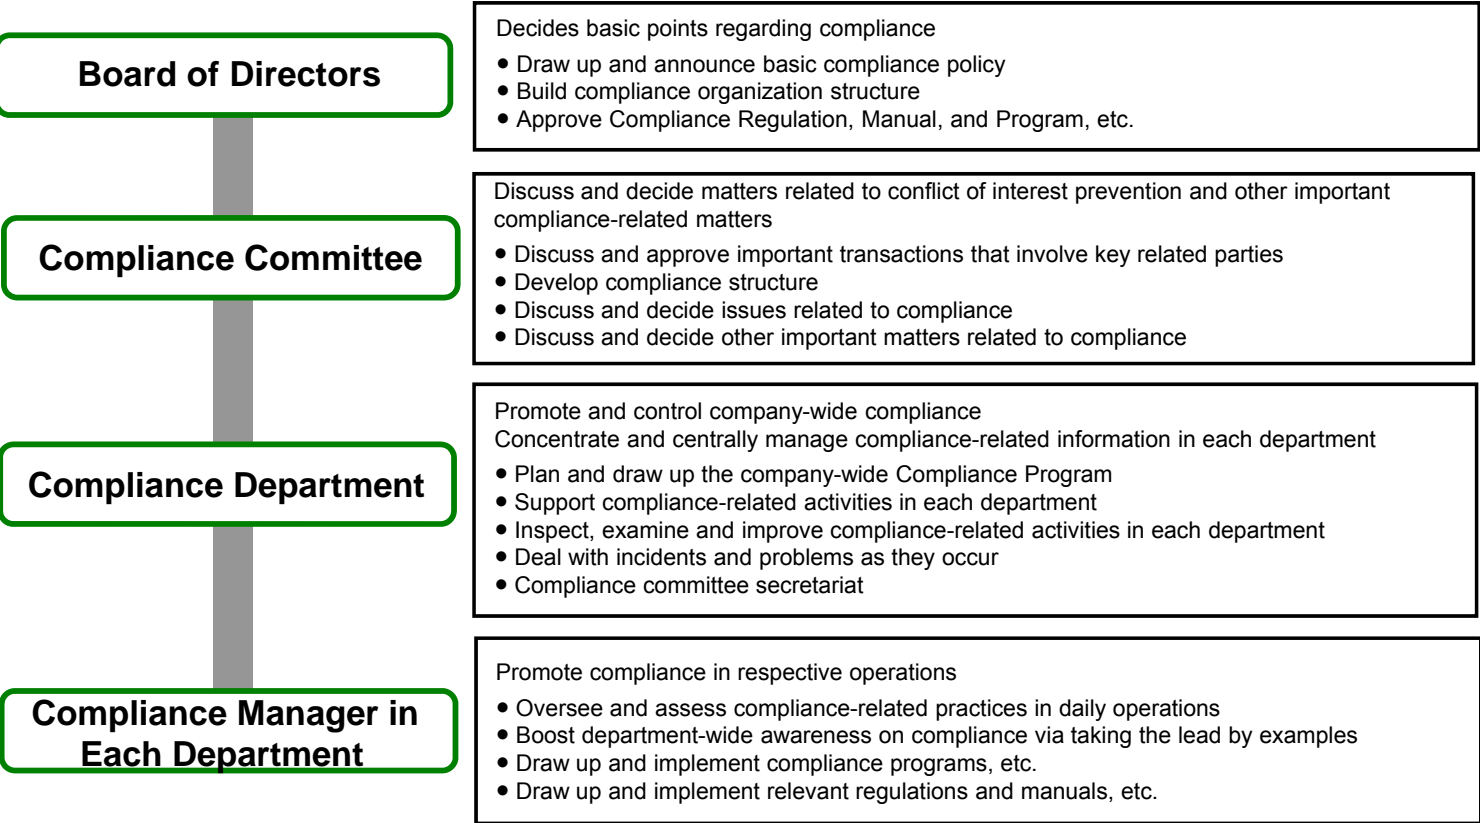 Board of Directors
Decides basic points regarding compliance
● Draw up and announce basic compliance policy
● Build compliance organization structure
● Approve Compliance Regulation, Manual, and Program, etc.
Compliance Committee
Discuss and decide matters related to conflict of interest prevention and other important
compliance-related matters
● Discuss and approve important transactions that involve key related parties
● Develop compliance structure
● Discuss and decide issues related to compliance
● Discuss and decide other important matters related to compliance
Compliance Department
Promote and control company-wide compliance
Concentrate and centrally manage compliance-related information in each department
● Plan and draw up the company-wide Compliance Program
● Support compliance-related activities in each department
● Inspect, examine and improve compliance-related activities in each department
● Deal with incidents and problems as they occur
● Compliance committee secretariat
Compliance Manager in
Each Department
Promote compliance in respective operations
● Oversee and assess compliance-related practices in daily operations
● Boost department-wide awareness on compliance via taking the lead by examples
● Draw up and implement compliance programs, etc.
● Draw up and implement relevant regulations and manuals, etc.